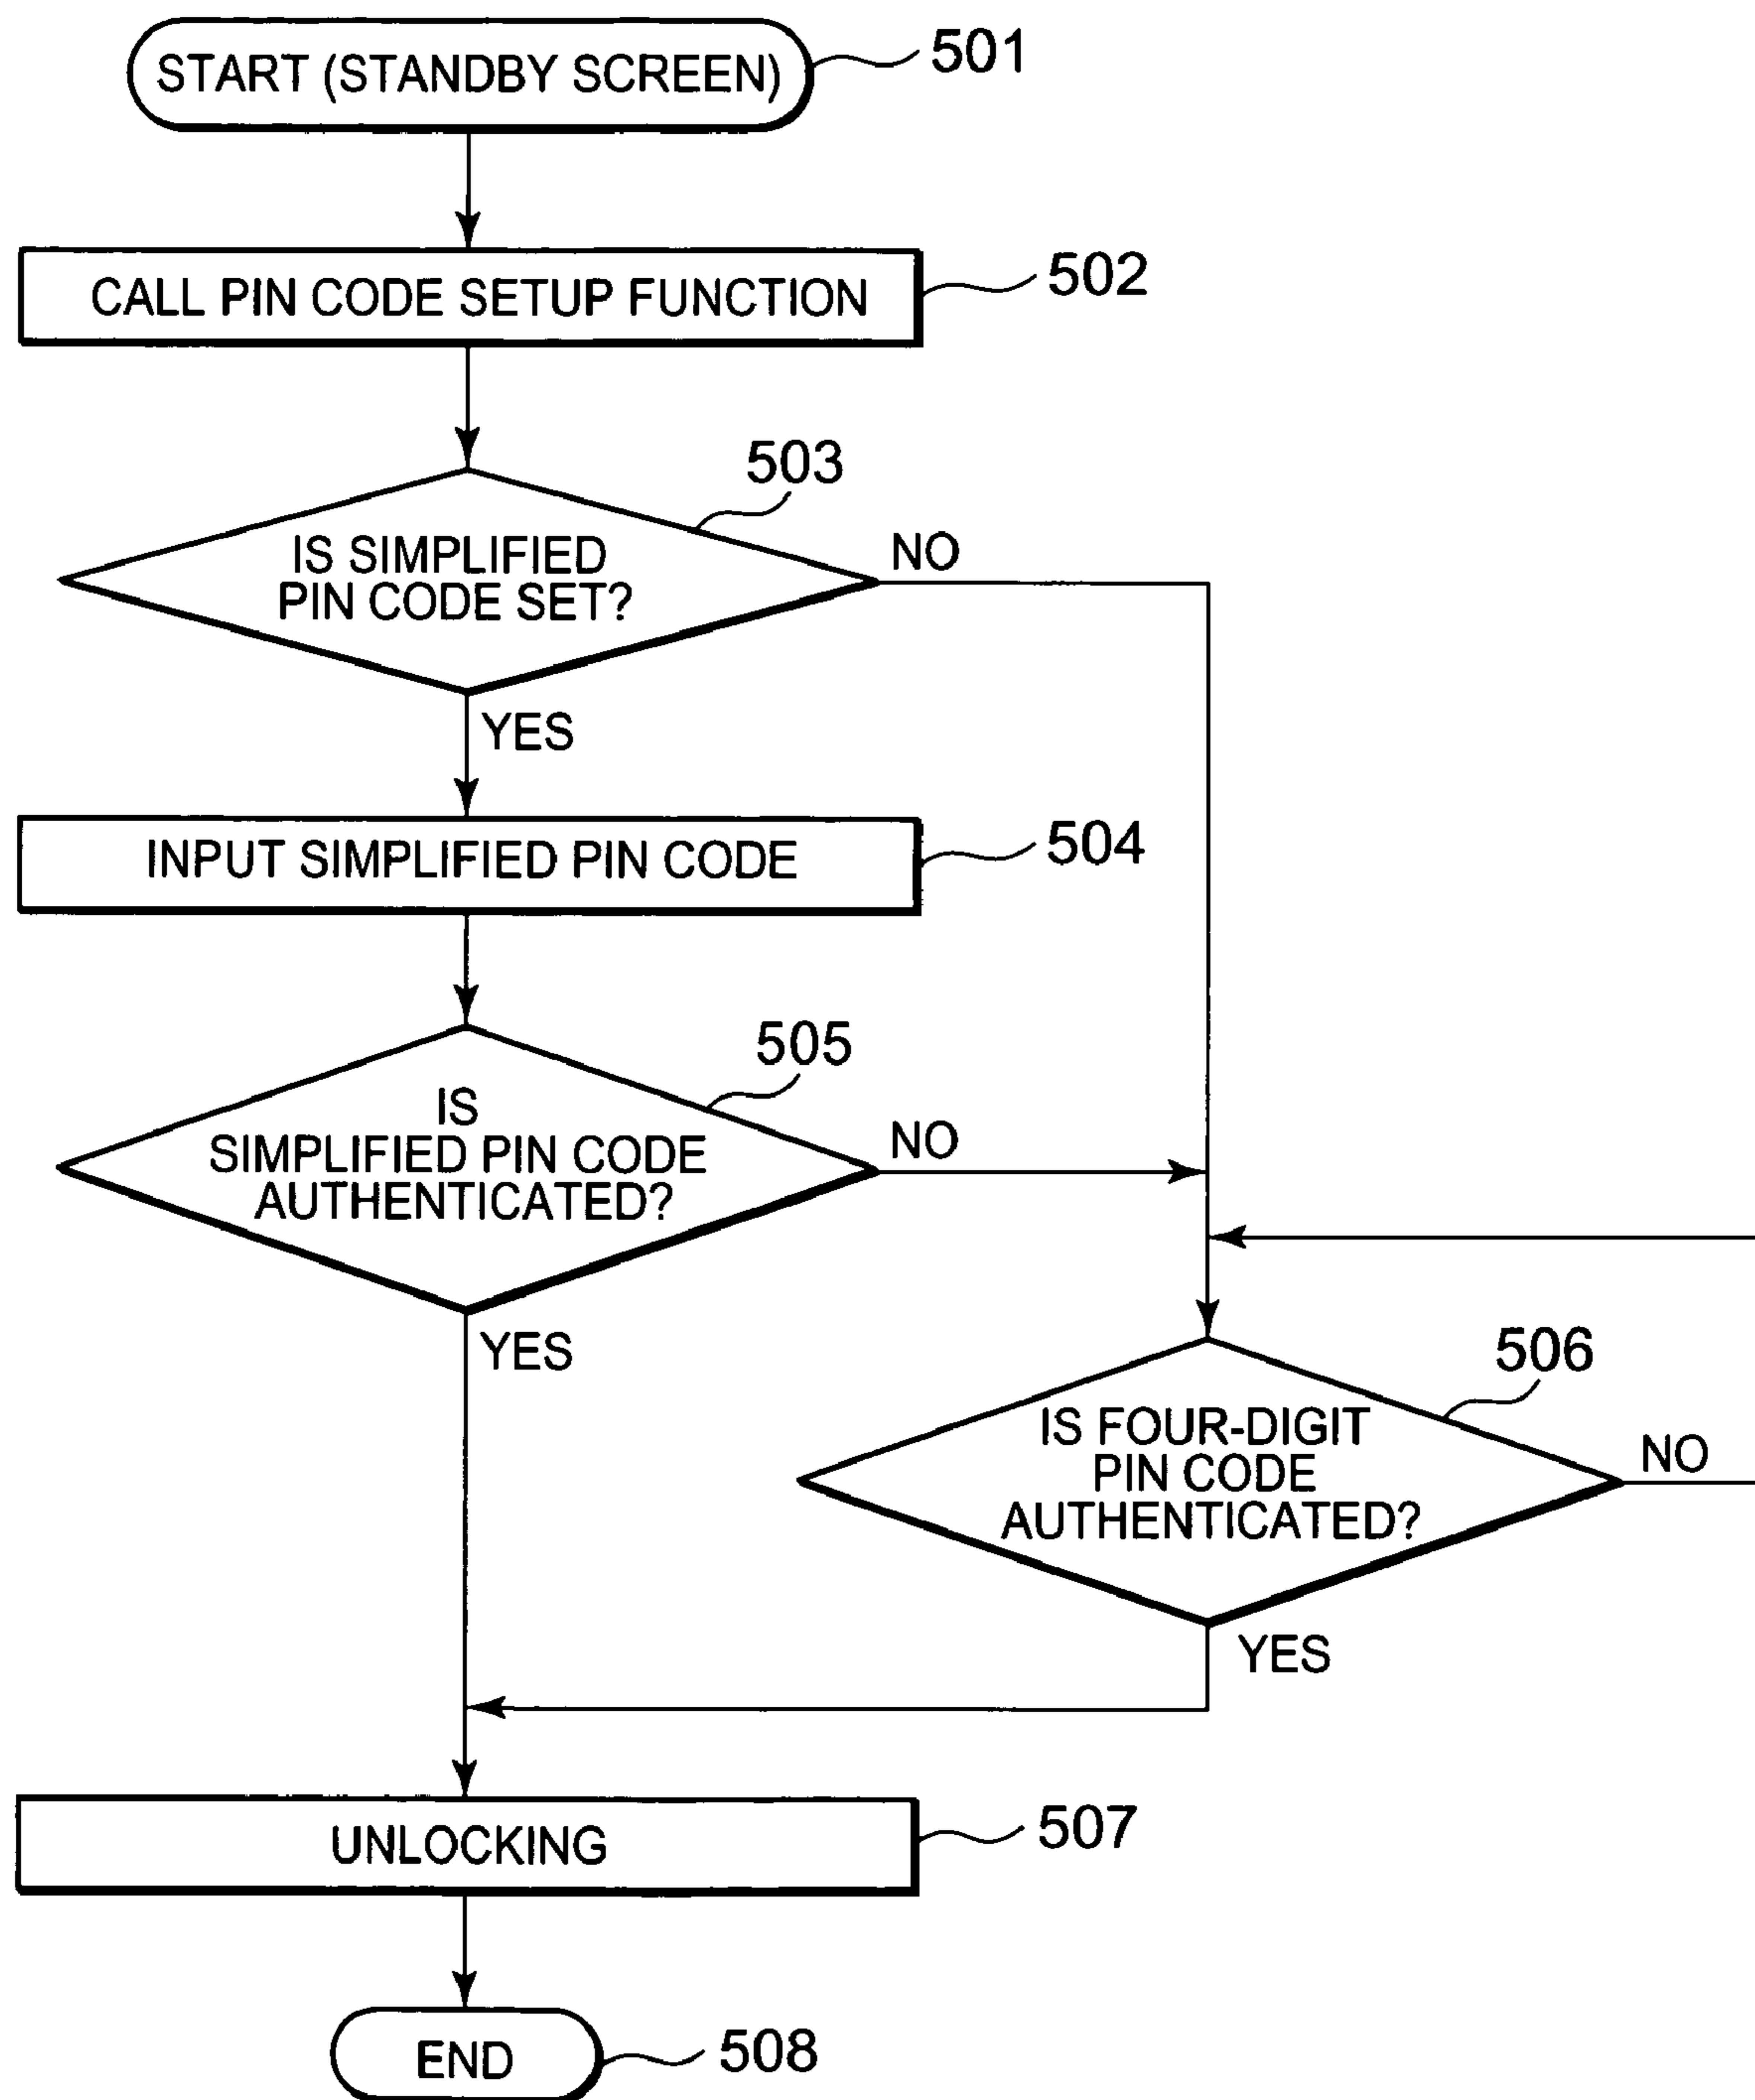 START (STANDBY SCREEN)
501
CALL PIN CODE SETUP FUNCTION
502
503
IS SIMPLIFIED
PIN CODE SET?
NO
YES
INPUT SIMPLIFIED PIN CODE
504
505
IS
SIMPLIFIED PIN CODE
AUTHENTICATED?
NO
YES
506
IS FOUR-DIGIT
PIN CODE
AUTHENTICATED?
NO
YES
UNLOCKING
507
END
508